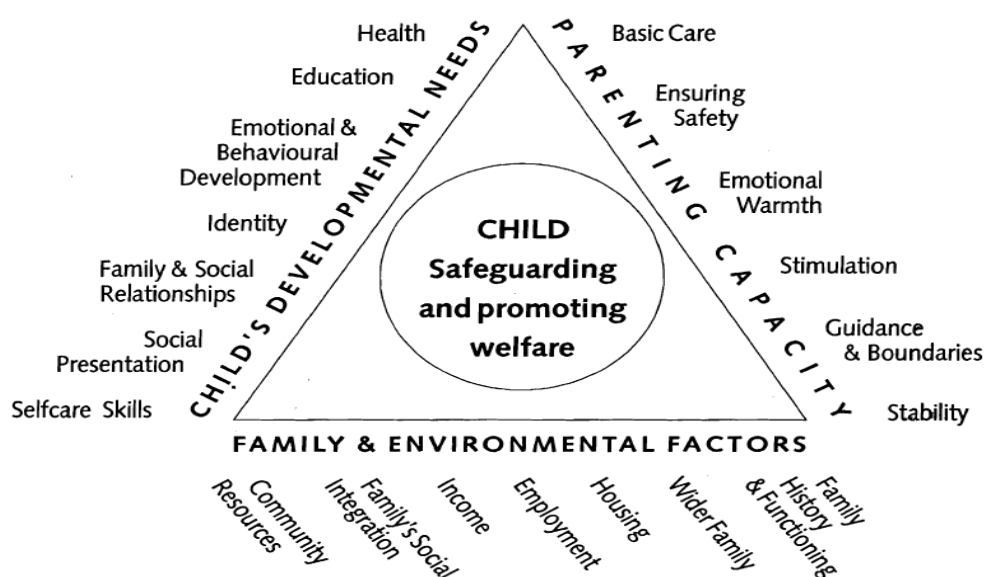 Health
Education
Emotional &
Behavioural
Development
Identity
Family & Social
Relationships
Social
Presentation
Selfcare Skills
CHILD'S DEVELOPMENTAL NEEDS
PARENTING CAPACITY
Basic Care
Ensuring
Safety
Emotional
Warmth
Stimulation
Guidance
& Boundaries
Stability
CHILD
Safeguarding
and promoting
welfare
FAMILY & ENVIRONMENTAL FACTORS
Community
Resources
Family's Social
Integration
Income
Employment
Housing
Wider Family
Family
History
& Functioning